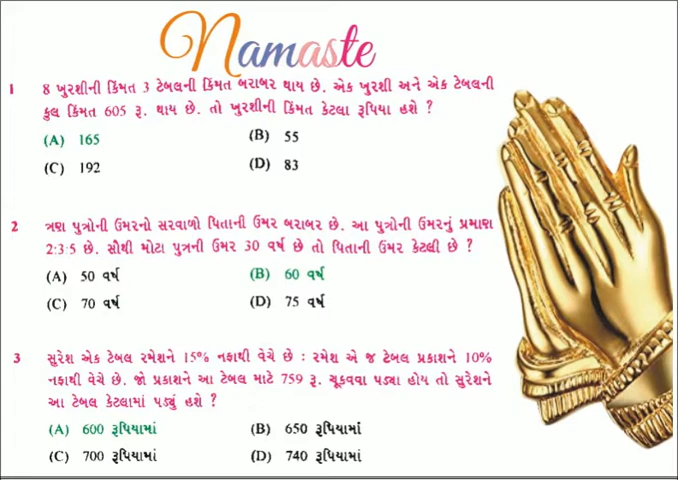 Namaste
1 8 ખુરશીની કિંમત 3 ટેબલની કિંમત બરાબર થાય છે. એક ખુરશી અને એક ટેબલની
કુલ કિંમત 605 રૂ. થાય છે. તો ખુરશીની કિંમત કેટલા રૂપિયા હશે ?
(A) 165 (B) 55
(C) 192 (D) 83
2 ત્રણ પુત્રોની ઉંમરનો સરવાળો પિતાની ઉંમર બરાબર છે. આ પુત્રોની ઉંમરનું પ્રમાણ
2:3:5 છે. સૌથી મોટા પુત્રની ઉંમર 30 વર્ષ છે તો પિતાની ઉંમર કેટલી છે ?
(A) 50 વર્ષ (B) 60 વર્ષ
(C) 70 વર્ષ (D) 75 વર્ષ
3 સુરેશ એક ટેબલ રમેશને 15% નફાથી વેચે છે : રમેશ એ જ ટેબલ પ્રકાશને 10%
નફાથી વેચે છે. જો પ્રકાશને આ ટેબલ માટે 759 રૂ. ચૂકવવા પડ્યા હોય તો સુરેશને
આ ટેબલ કેટલામાં પડ્યું હશે ?
(A) 600 રૂપિયામાં (B) 650 રૂપિયામાં
(C) 700 રૂપિયામાં (D) 740 રૂપિયામાં